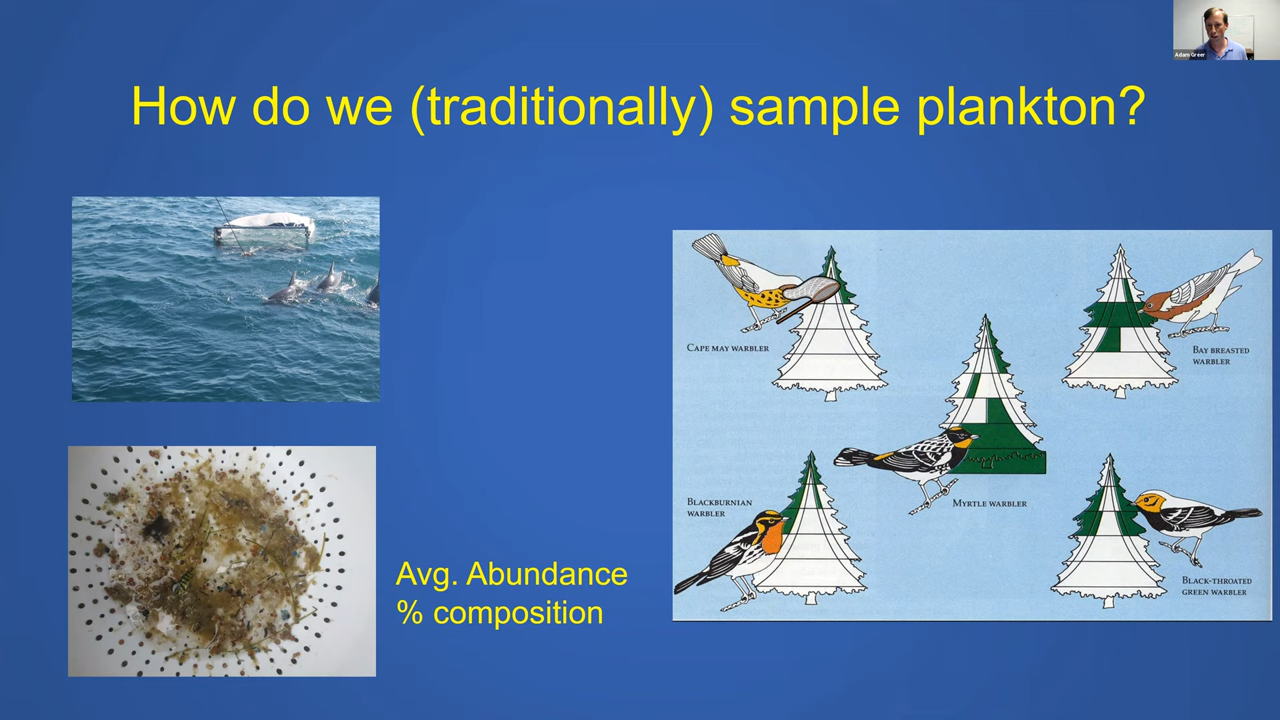 Adam Greer
How do we (traditionally) sample plankton?
CAPE MAY WARBLER
BAY BREASTED
WARBLER
BLACKBURNIAN
WARBLER
MYRTLE WARBLER
BLACK-THROATED
GREEN WARBLER
Avg. Abundance
% composition